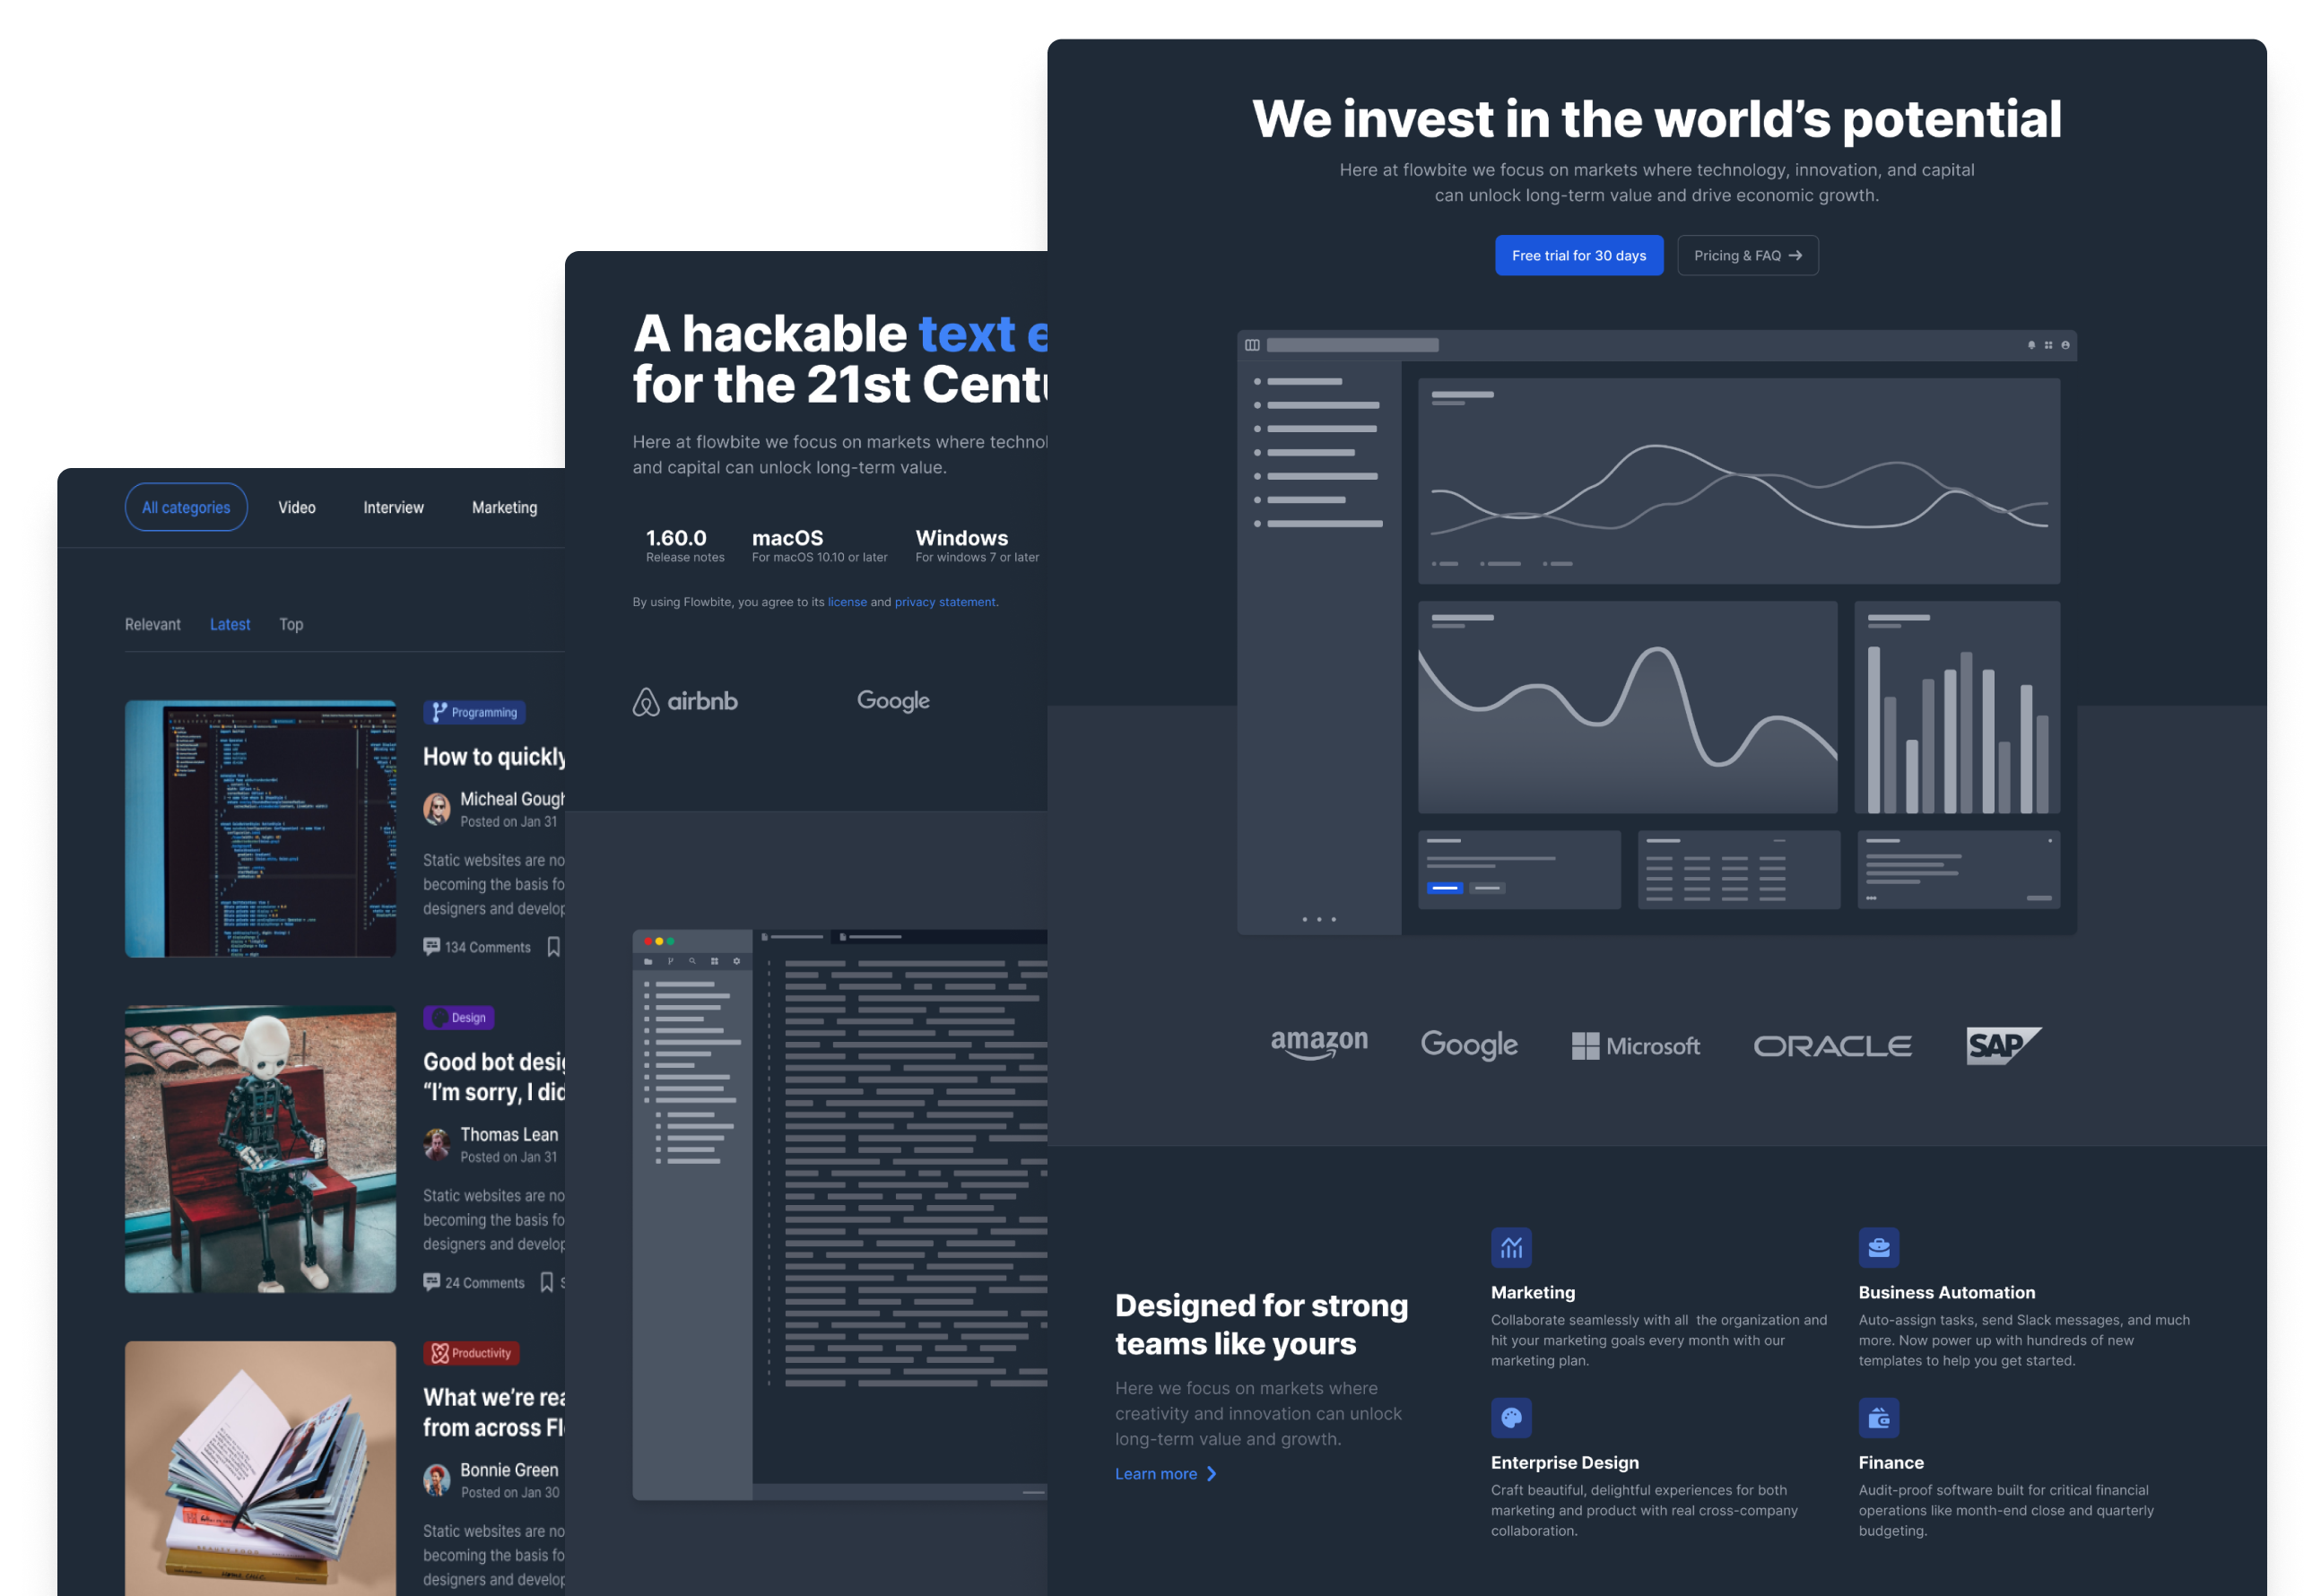 We invest in the world’s potential
Here at flowbite we focus on markets where technology, innovation, and capital
can unlock long-term value and drive economic growth.
Free trial for 30 days
Pricing & FAQ
amazon
Google
Microsoft
ORACLE
SAP
Designed for strong
teams like yours
Here we focus on markets where
creativity and innovation can unlock
long-term value and growth.
Learn more
Marketing
Collaborate seamlessly with all the organization and
hit your marketing goals every month with our
marketing plan.
Business Automation
Auto-assign tasks, send Slack messages, and much
more. Now power up with hundreds of new
templates to help you get started.
Enterprise Design
Craft beautiful, delightful experiences for both
marketing and product with real cross-company
collaboration.
Finance
Audit-proof software built for critical financial
operations like month-end close and quarterly
budgeting.
A hackable text e
for the 21st Centu
Here at flowbite we focus on markets where technol
and capital can unlock long-term value.
1.60.0
Release notes
macOS
For macOS 10.10 or later
Windows
For windows 7 or later
By using Flowbite, you agree to its license and privacy statement.
airbnb
Google
All categories
Video
Interview
Marketing
Relevant
Latest
Top
Programming
How to quickly
Micheal Gough
Posted on Jan 31
Static websites are no
becoming the basis fo
designers and develop
134 Comments
Design
Good bot desig
“I’m sorry, I did
Thomas Lean
Posted on Jan 31
Static websites are no
becoming the basis fo
designers and develop
24 Comments
S
Productivity
What we’re rea
from across Fl
Bonnie Green
Posted on Jan 30
Static websites are no
becoming the basis fo
designers and develop